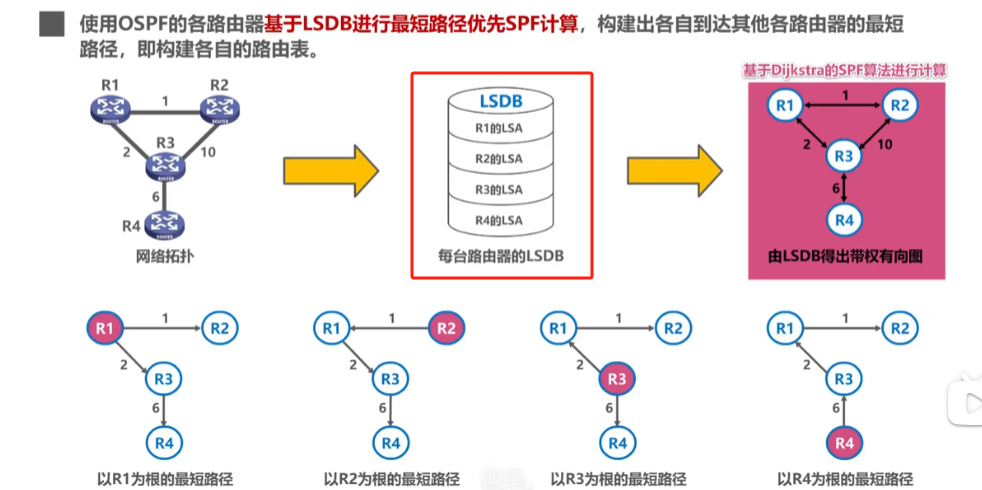 使用OSPF的各路由器基于LSDB进行最短路径优先SPF计算，构建出各自到达其他各路由器的最短
路径，即构建各自的路由表。
基于Dijkstra的SPF算法进行计算
R1
R2
1
2
R3
10
6
R4
网络拓扑
LSDB
R1的LSA
R2的LSA
R3的LSA
R4的LSA
每台路由器的LSDB
R1
1
R2
2
R3
10
6
R4
由LSDB得出带权有向图
R1
1
R2
2
R3
6
R4
以R1为根的最短路径
R1
1
R2
2
R3
6
R4
以R2为根的最短路径
R1
1
R2
2
R3
6
R4
以R3为根的最短路径
R1
1
R2
2
R3
6
R4
以R4为根的最短路径